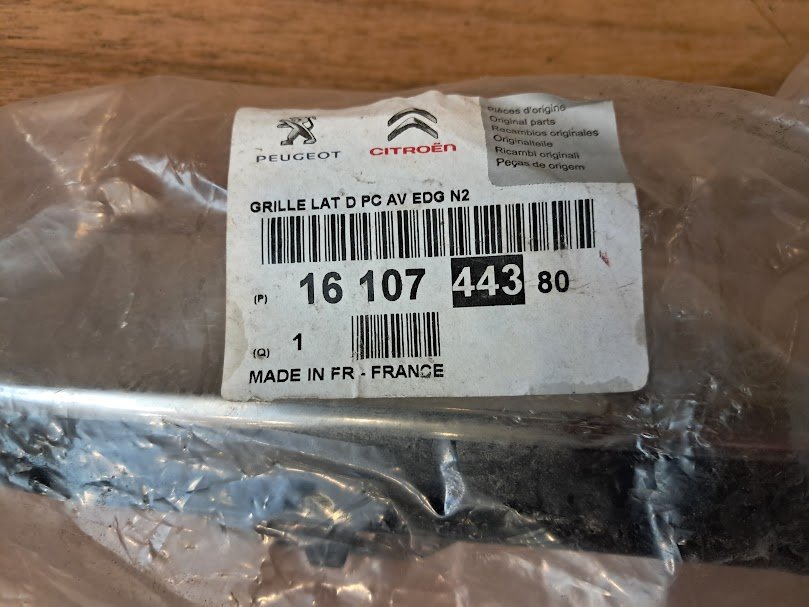 PEUGEOT
CITROËN
Pièces d'origine
Original parts
Recambios originales
Originalteile
Ricambi originali
Peças de origem
GRILLE LAT D PC AV EDG N2
(P) 16 107 443 80
(Q) 1
MADE IN FR - FRANCE